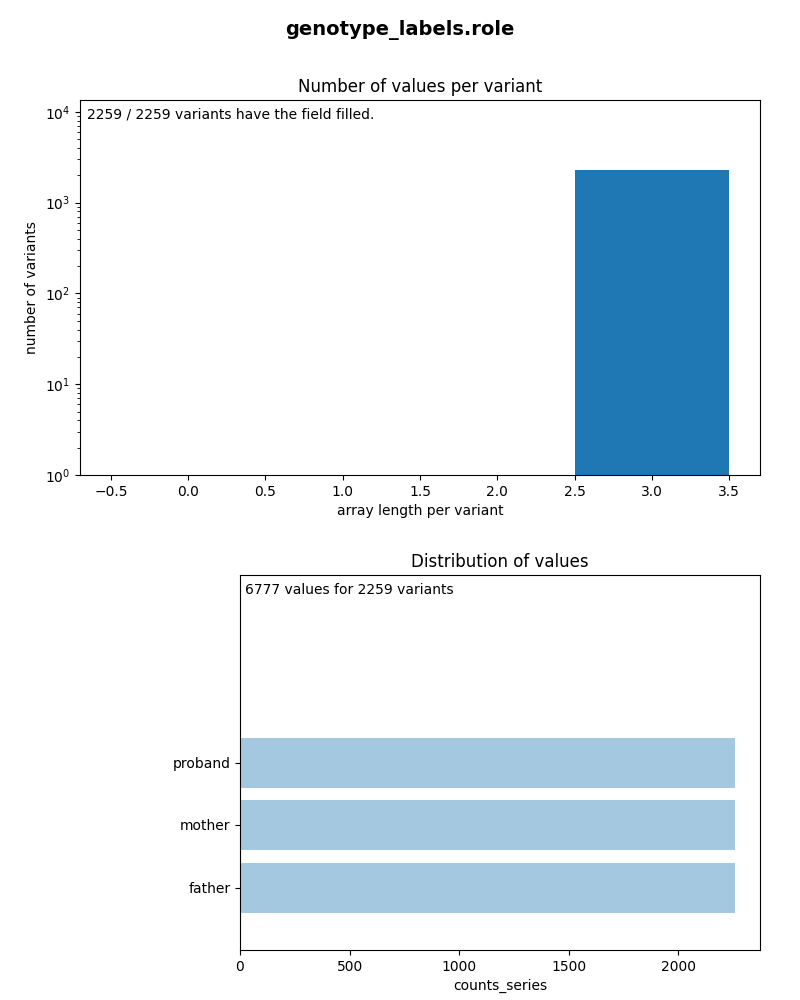 genotype_labels.role
Number of values per variant
2259 / 2259 variants have the field filled.
10⁴
10³
10²
10¹
10⁰
number of variants
−0.5 0.0 0.5 1.0 1.5 2.0 2.5 3.0 3.5
array length per variant
Distribution of values
6777 values for 2259 variants
proband
mother
father
0 500 1000 1500 2000
counts_series